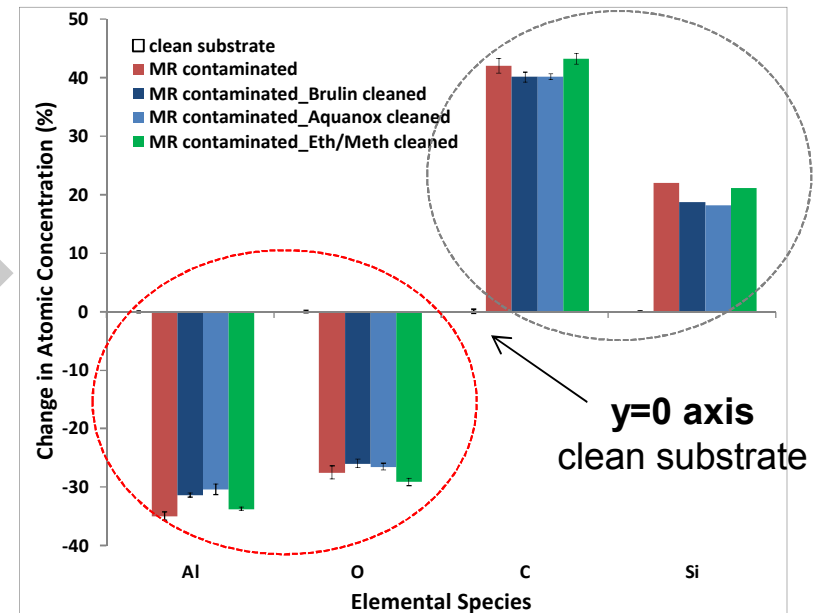 50
40
30
20
10
0
-10
-20
-30
-40
Change in Atomic Concentration (%)
clean substrate
MR contaminated
MR contaminated_Brulin cleaned
MR contaminated_Aquanox cleaned
MR contaminated_Eth/Meth cleaned
y=0 axis
clean substrate
Al O C Si
Elemental Species